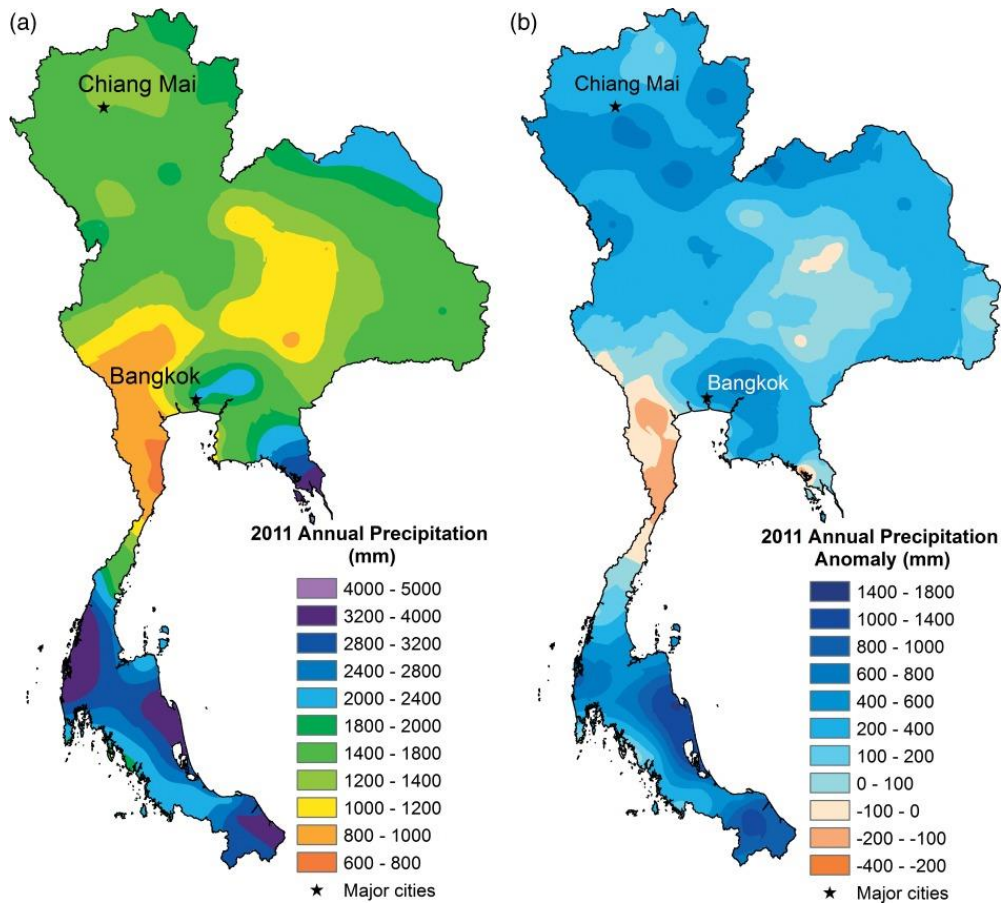 (a)
Chiang Mai
Bangkok
2011 Annual Precipitation
(mm)
4000 - 5000
3200 - 4000
2800 - 3200
2400 - 2800
2000 - 2400
1800 - 2000
1400 - 1800
1200 - 1400
1000 - 1200
800 - 1000
600 - 800
★ Major cities
(b)
Chiang Mai
Bangkok
2011 Annual Precipitation
Anomaly (mm)
1400 - 1800
1000 - 1400
800 - 1000
600 - 800
400 - 600
200 - 400
100 - 200
0 - 100
-100 - 0
-200 - -100
-400 - -200
★ Major cities